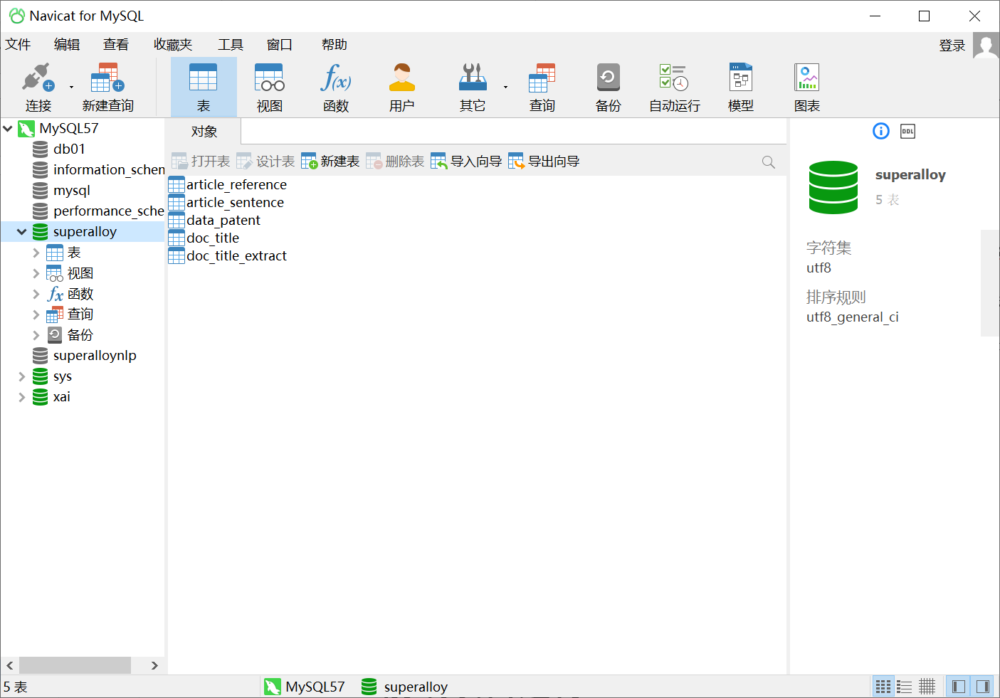 Navicat for MySQL
文件 编辑 查看 收藏夹 工具 窗口 帮助 登录
连接 新建查询 表 视图 函数 用户 其它 查询 备份 自动运行 模型 图表
MySQL57
db01
information_schem
mysql
performance_sche
superalloy
表
视图
函数
查询
备份
superalloynlp
sys
xai
对象
打开表 设计表 新建表 删除表 导入向导 导出向导
article_reference
article_sentence
data_patent
doc_title
doc_title_extract
DDL
superalloy
5 表
字符集
utf8
排序规则
utf8_general_ci
5 表 MySQL57 superalloy